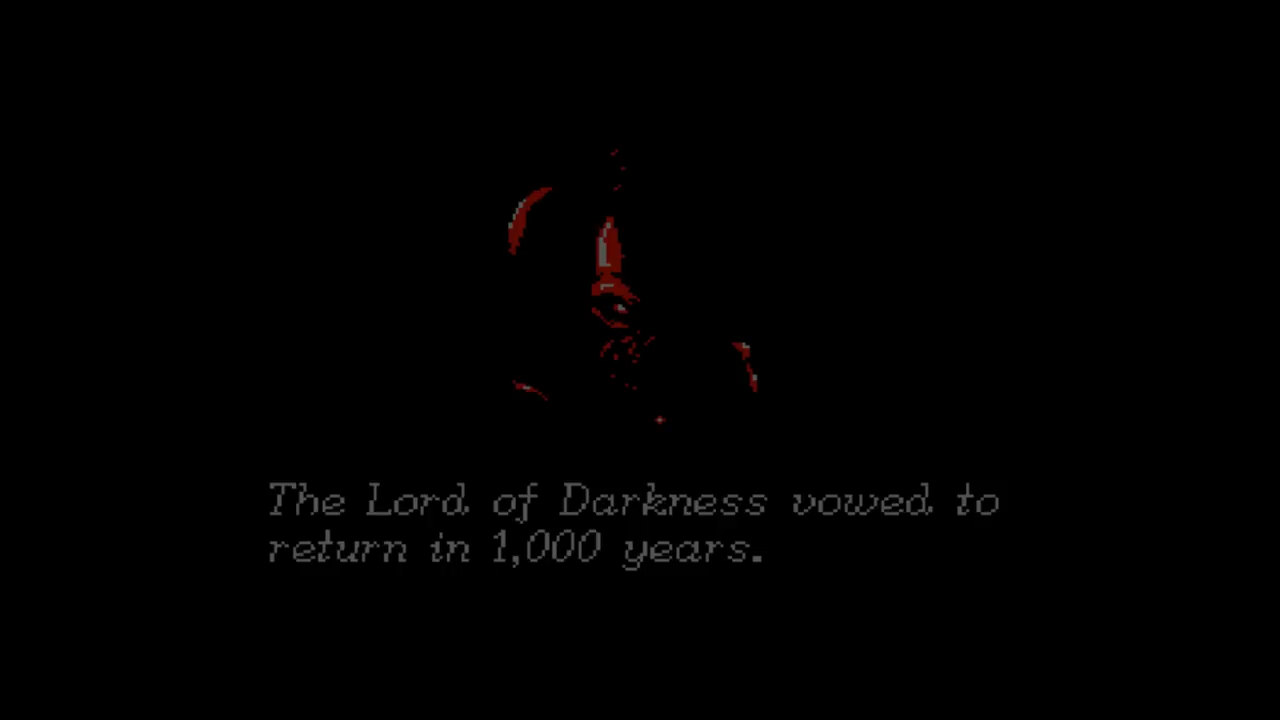 The Lord of Darkness vowed to
return in 1,000 years.